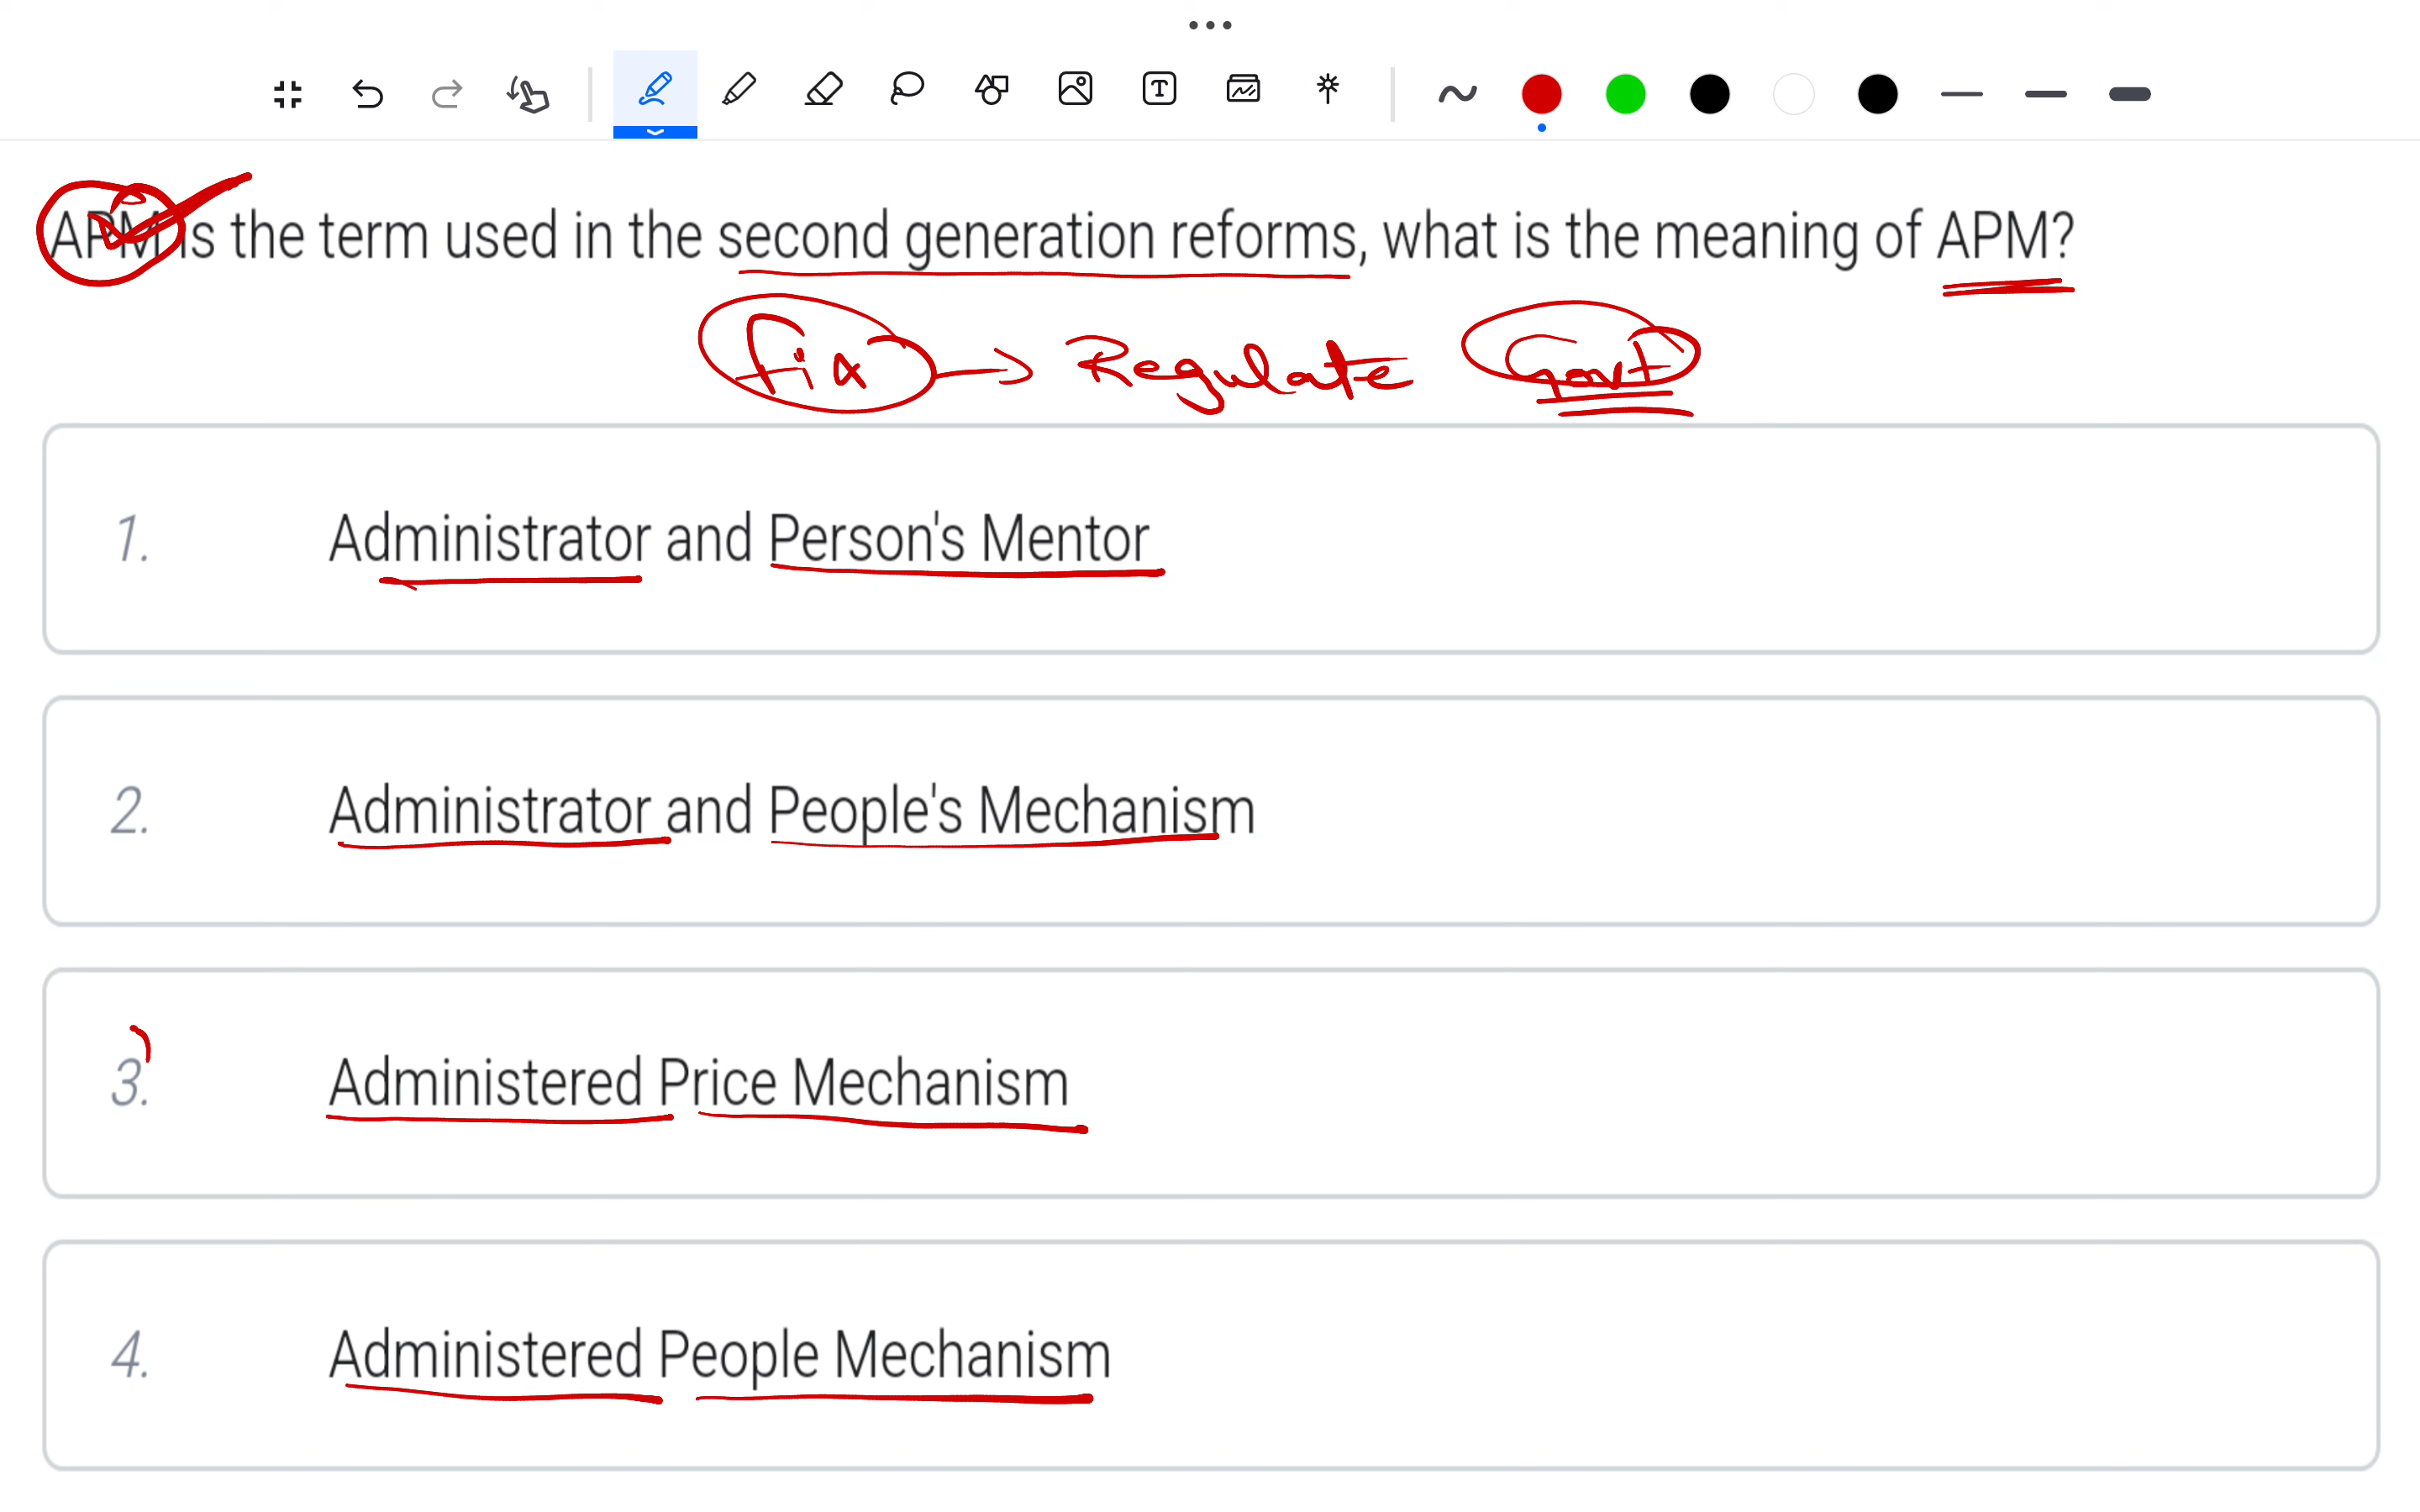 APM is the term used in the second generation reforms, what is the meaning of APM?
Fix → Regulate Govt
1. Administrator and Person's Mentor
2. Administrator and People's Mechanism
3. Administered Price Mechanism
4. Administered People Mechanism